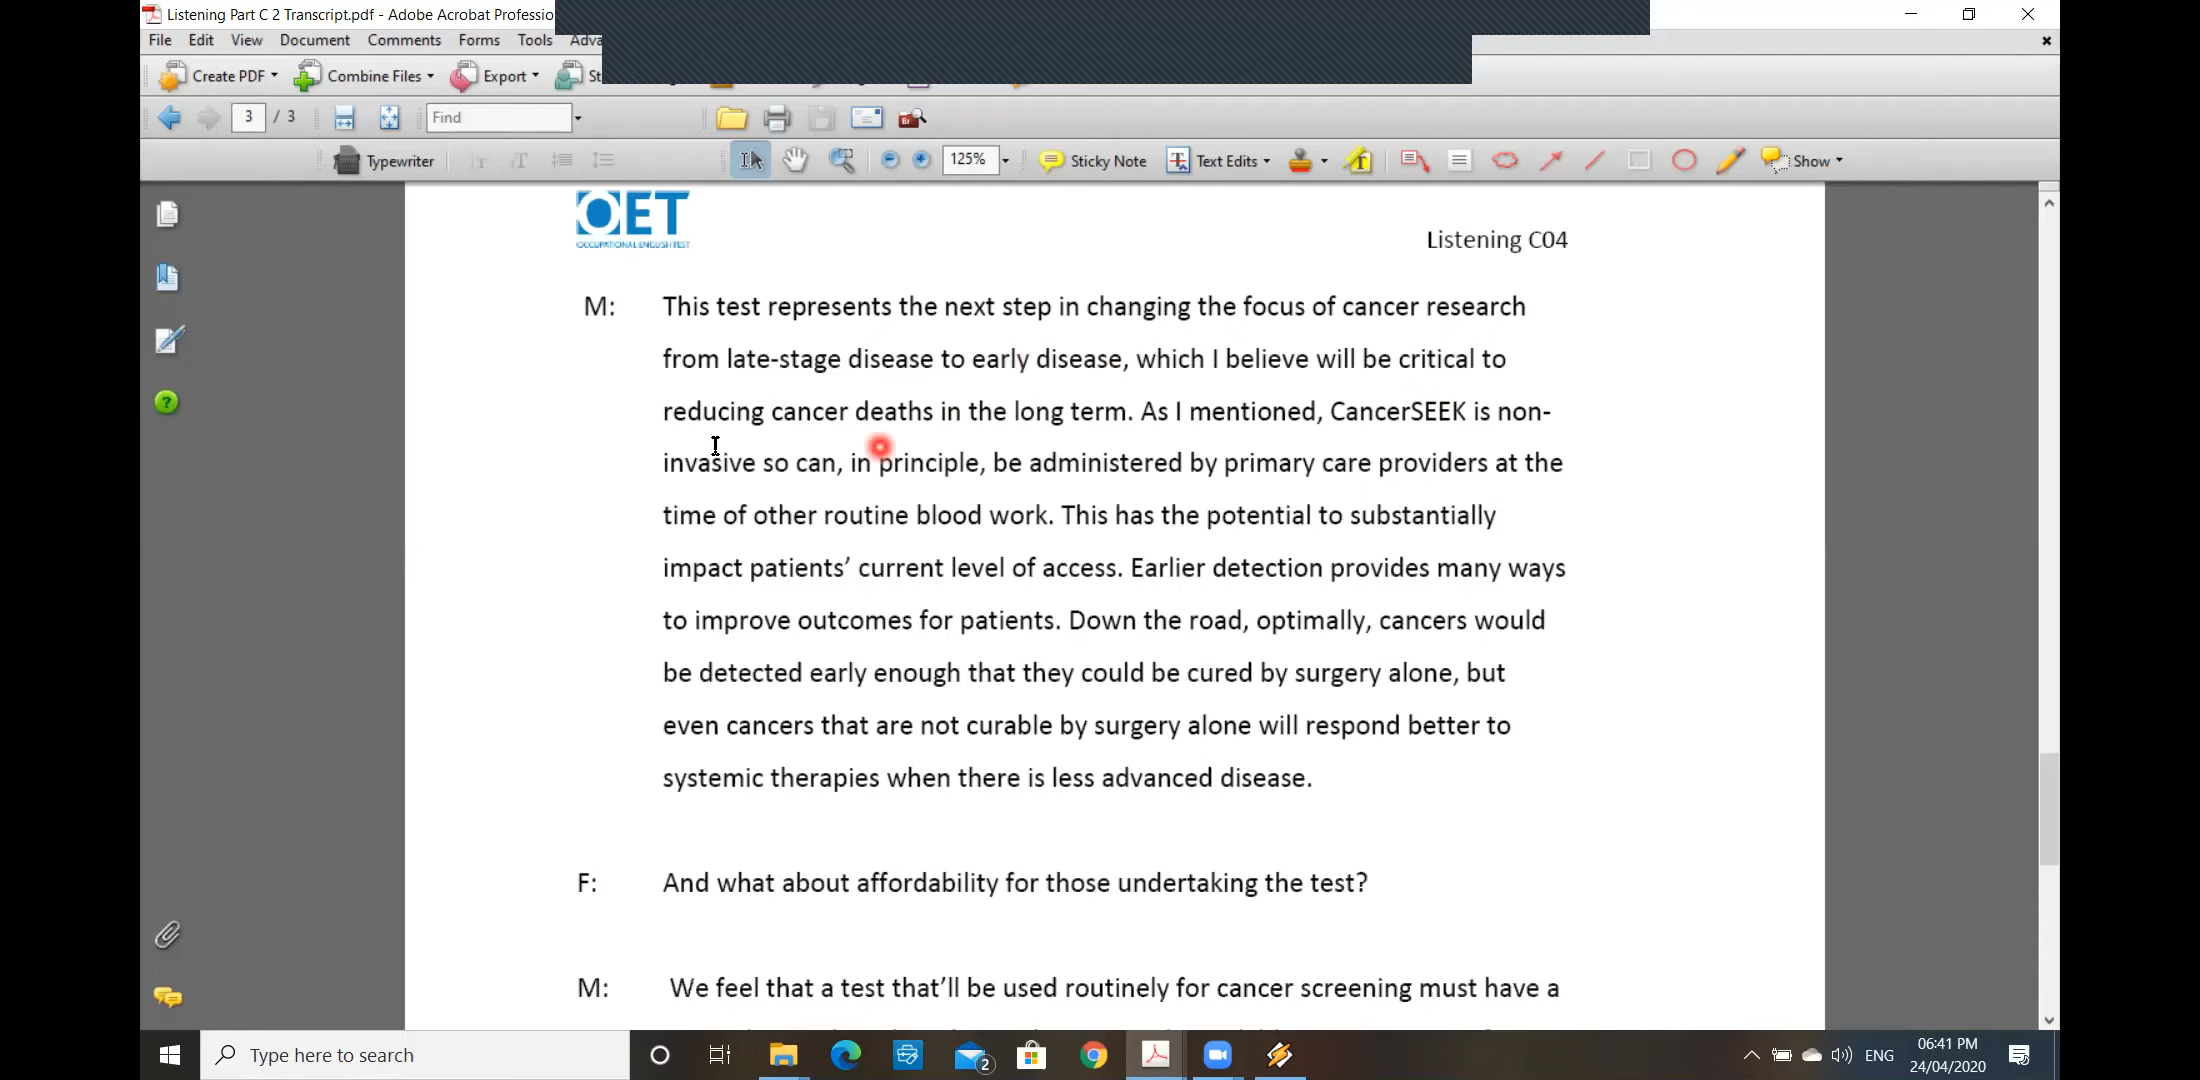 Listening Part C 2 Transcript.pdf - Adobe Acrobat Professio
File Edit View Document Comments Forms Tools Adva
Create PDF Combine Files Export St
3 / 3 Find
Typewriter 125% Sticky Note Text Edits Show
OET
OCCUPATIONAL ENGLISH TEST
Listening C04
M: This test represents the next step in changing the focus of cancer research
from late-stage disease to early disease, which I believe will be critical to
reducing cancer deaths in the long term. As I mentioned, CancerSEEK is non-
invasive so can, in principle, be administered by primary care providers at the
time of other routine blood work. This has the potential to substantially
impact patients’ current level of access. Earlier detection provides many ways
to improve outcomes for patients. Down the road, optimally, cancers would
be detected early enough that they could be cured by surgery alone, but
even cancers that are not curable by surgery alone will respond better to
systemic therapies when there is less advanced disease.
F: And what about affordability for those undertaking the test?
M: We feel that a test that’ll be used routinely for cancer screening must have a
Type here to search
2
ENG
06:41 PM
24/04/2020